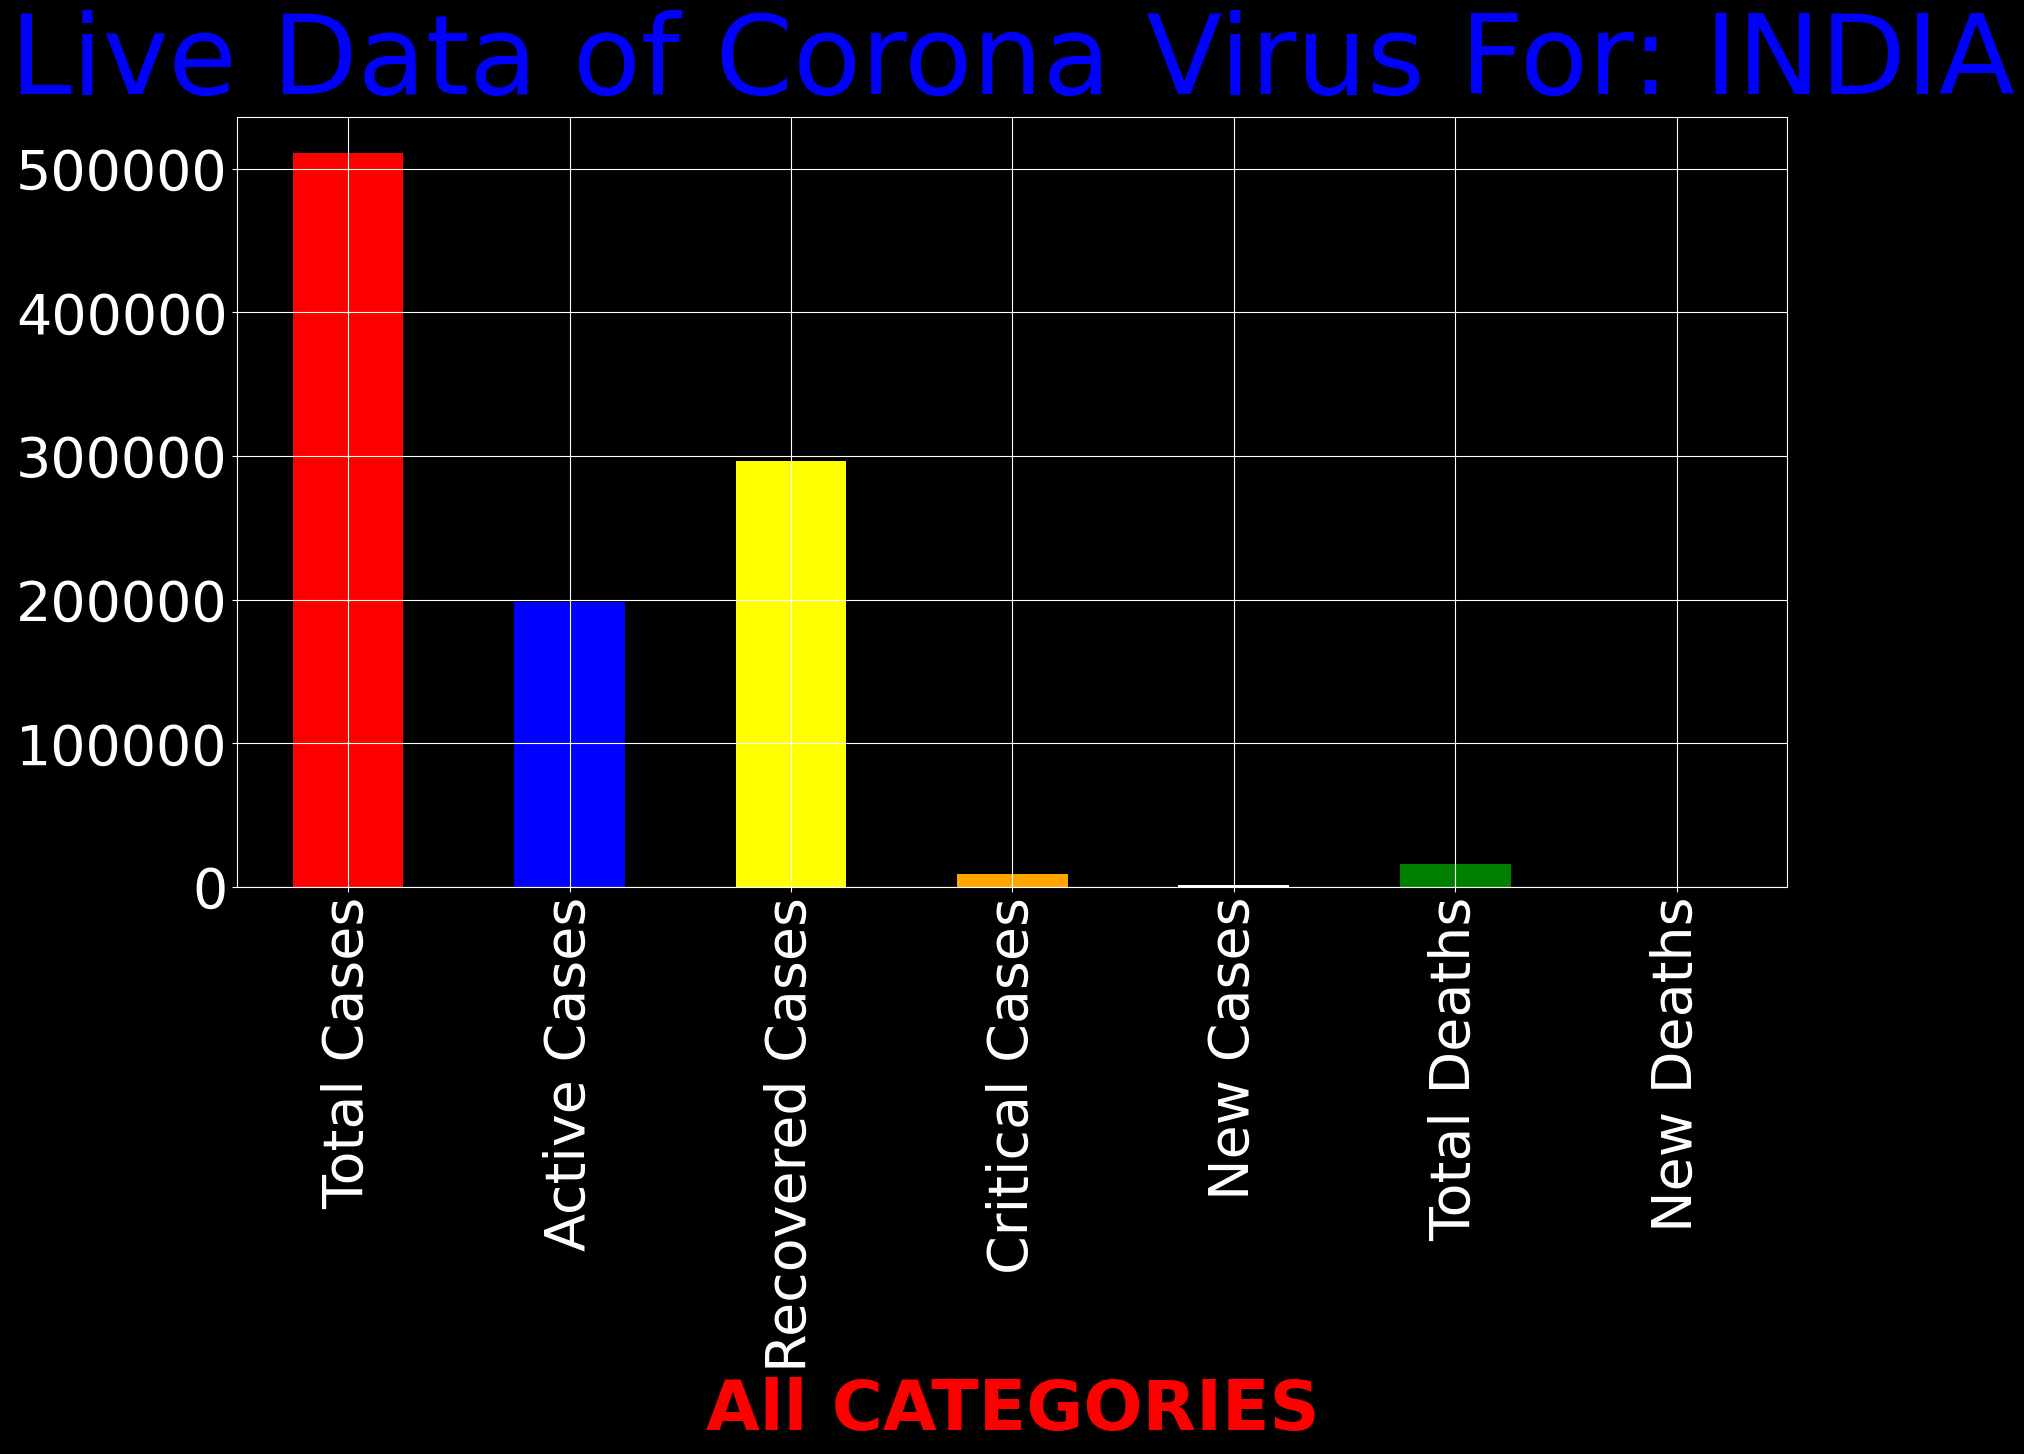 Live Data of Corona Virus For: INDIA
500000
400000
300000
200000
100000
0
Total Cases
Active Cases
Recovered Cases
Critical Cases
New Cases
Total Deaths
New Deaths
All CATEGORIES